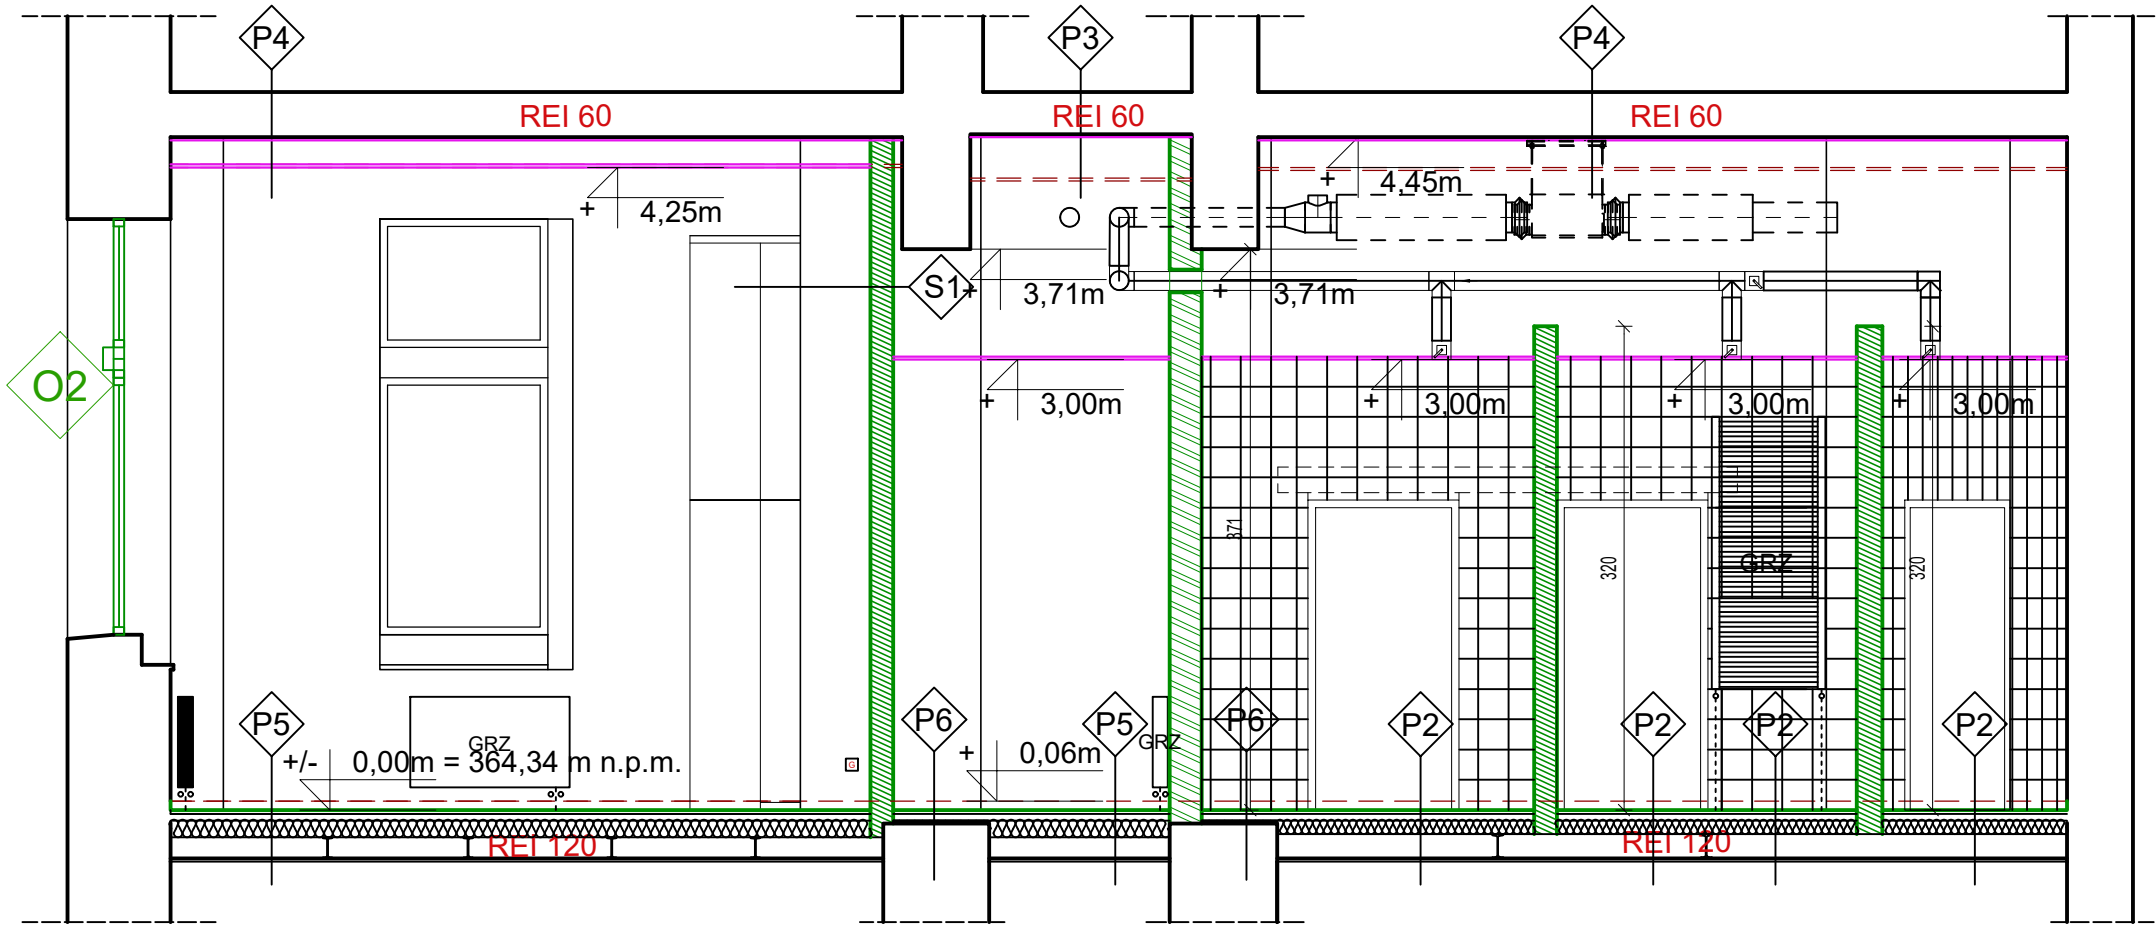 P4
P3
P4
REI 60
REI 60
REI 60
+ 4,25m
+ 4,45m
S1
+ 3,71m
+ 3,71m
O2
+ 3,00m
+ 3,00m
+ 3,00m
+ 3,00m
371
320
GRZ
320
P5
P6
P5
P6
P2
P2
P2
P2
GRZ
GRZ
+/- 0,00m = 364,34 m n.p.m.
+ 0,06m
G
REI 120
REI 120